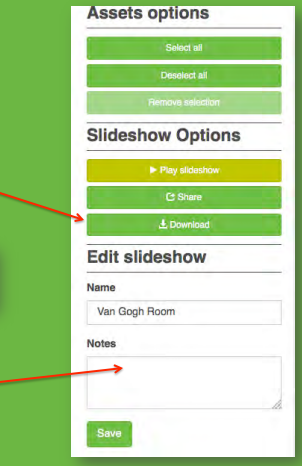 Assets options
Select all
Deselect all
Remove selection
Slideshow Options
Play slideshow
Share
Download
Edit slideshow
Name
Van Gogh Room
Notes
Save